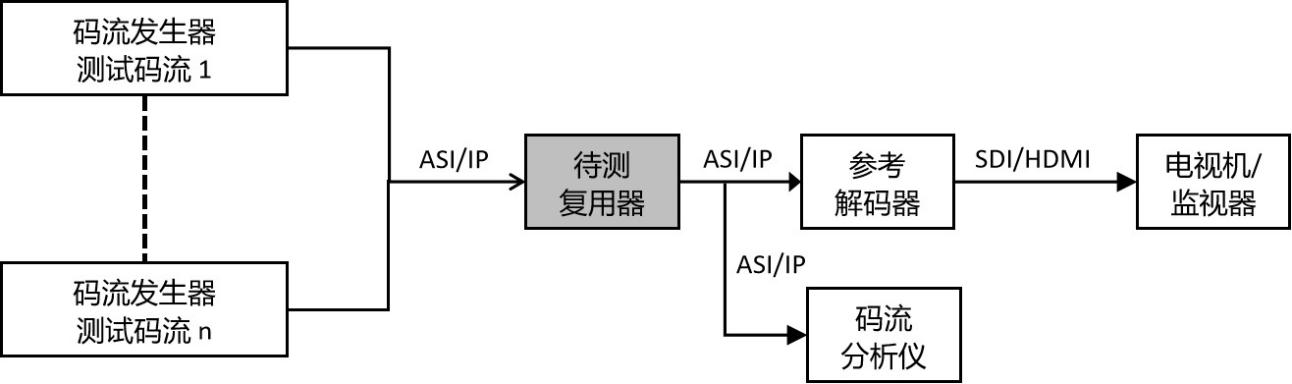 码流发生器
测试码流 1
ASI/IP
待测
复用器
ASI/IP
参考
解码器
SDI/HDMI
电视机/
监视器
ASI/IP
码流发生器
测试码流 n
码流
分析仪